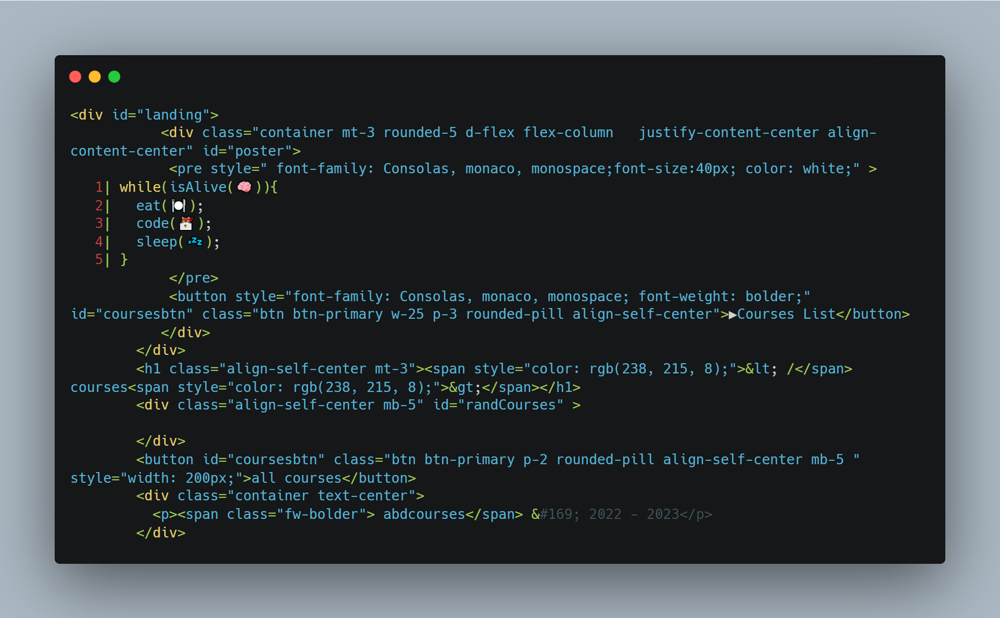 <div id="landing">
           <div class="container mt-3 rounded-5 d-flex flex-column   justify-content-center align-
content-center" id="poster">
            <pre style=" font-family: Consolas, monaco, monospace;font-size:40px; color: white;" >
   1| while(isAlive(🧠)){
   2|   eat(🍽️);
   3|   code(🐱‍💻);
   4|   sleep(💤);
   5| }
            </pre>
            <button style="font-family: Consolas, monaco, monospace; font-weight: bolder;"
id="coursesbtn" class="btn btn-primary w-25 p-3 rounded-pill align-self-center">▶Courses List</button>
           </div>
        </div>
        <h1 class="align-self-center mt-3"><span style="color: rgb(238, 215, 8);">&lt; /</span>
courses<span style="color: rgb(238, 215, 8);">&gt;</span></h1>
        <div class="align-self-center mb-5" id="randCourses" >

        </div>
        <button id="coursesbtn" class="btn btn-primary p-2 rounded-pill align-self-center mb-5 "
style="width: 200px;">all courses</button>
        <div class="container text-center">
          <p><span class="fw-bolder"> abdcourses</span> &#169; 2022 - 2023</p>
        </div>